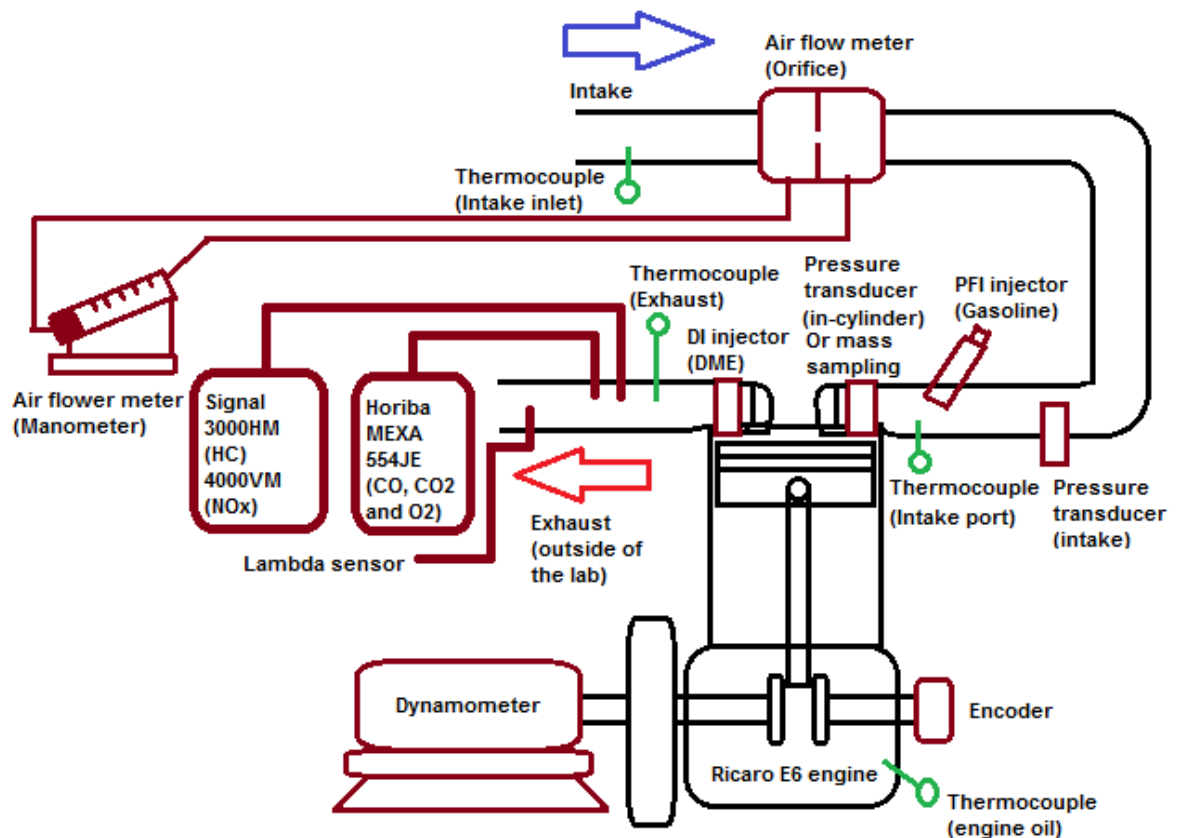 Air flow meter
(Orifice)
Intake
Thermocouple
(Intake inlet)
Thermocouple
(Exhaust)
Pressure
transducer
(in-cylinder)
Or mass
sampling
PFI injector
(Gasoline)
DI injector
(DME)
Air flower meter
(Manometer)
Signal
3000HM
(HC)
4000VM
(NOx)
Horiba
MEXA
554JE
(CO, CO2
and O2)
Thermocouple
(Intake port)
Pressure
transducer
(intake)
Lambda sensor
Exhaust
(outside of
the lab)
Dynamometer
Encoder
Ricaro E6 engine
Thermocouple
(engine oil)